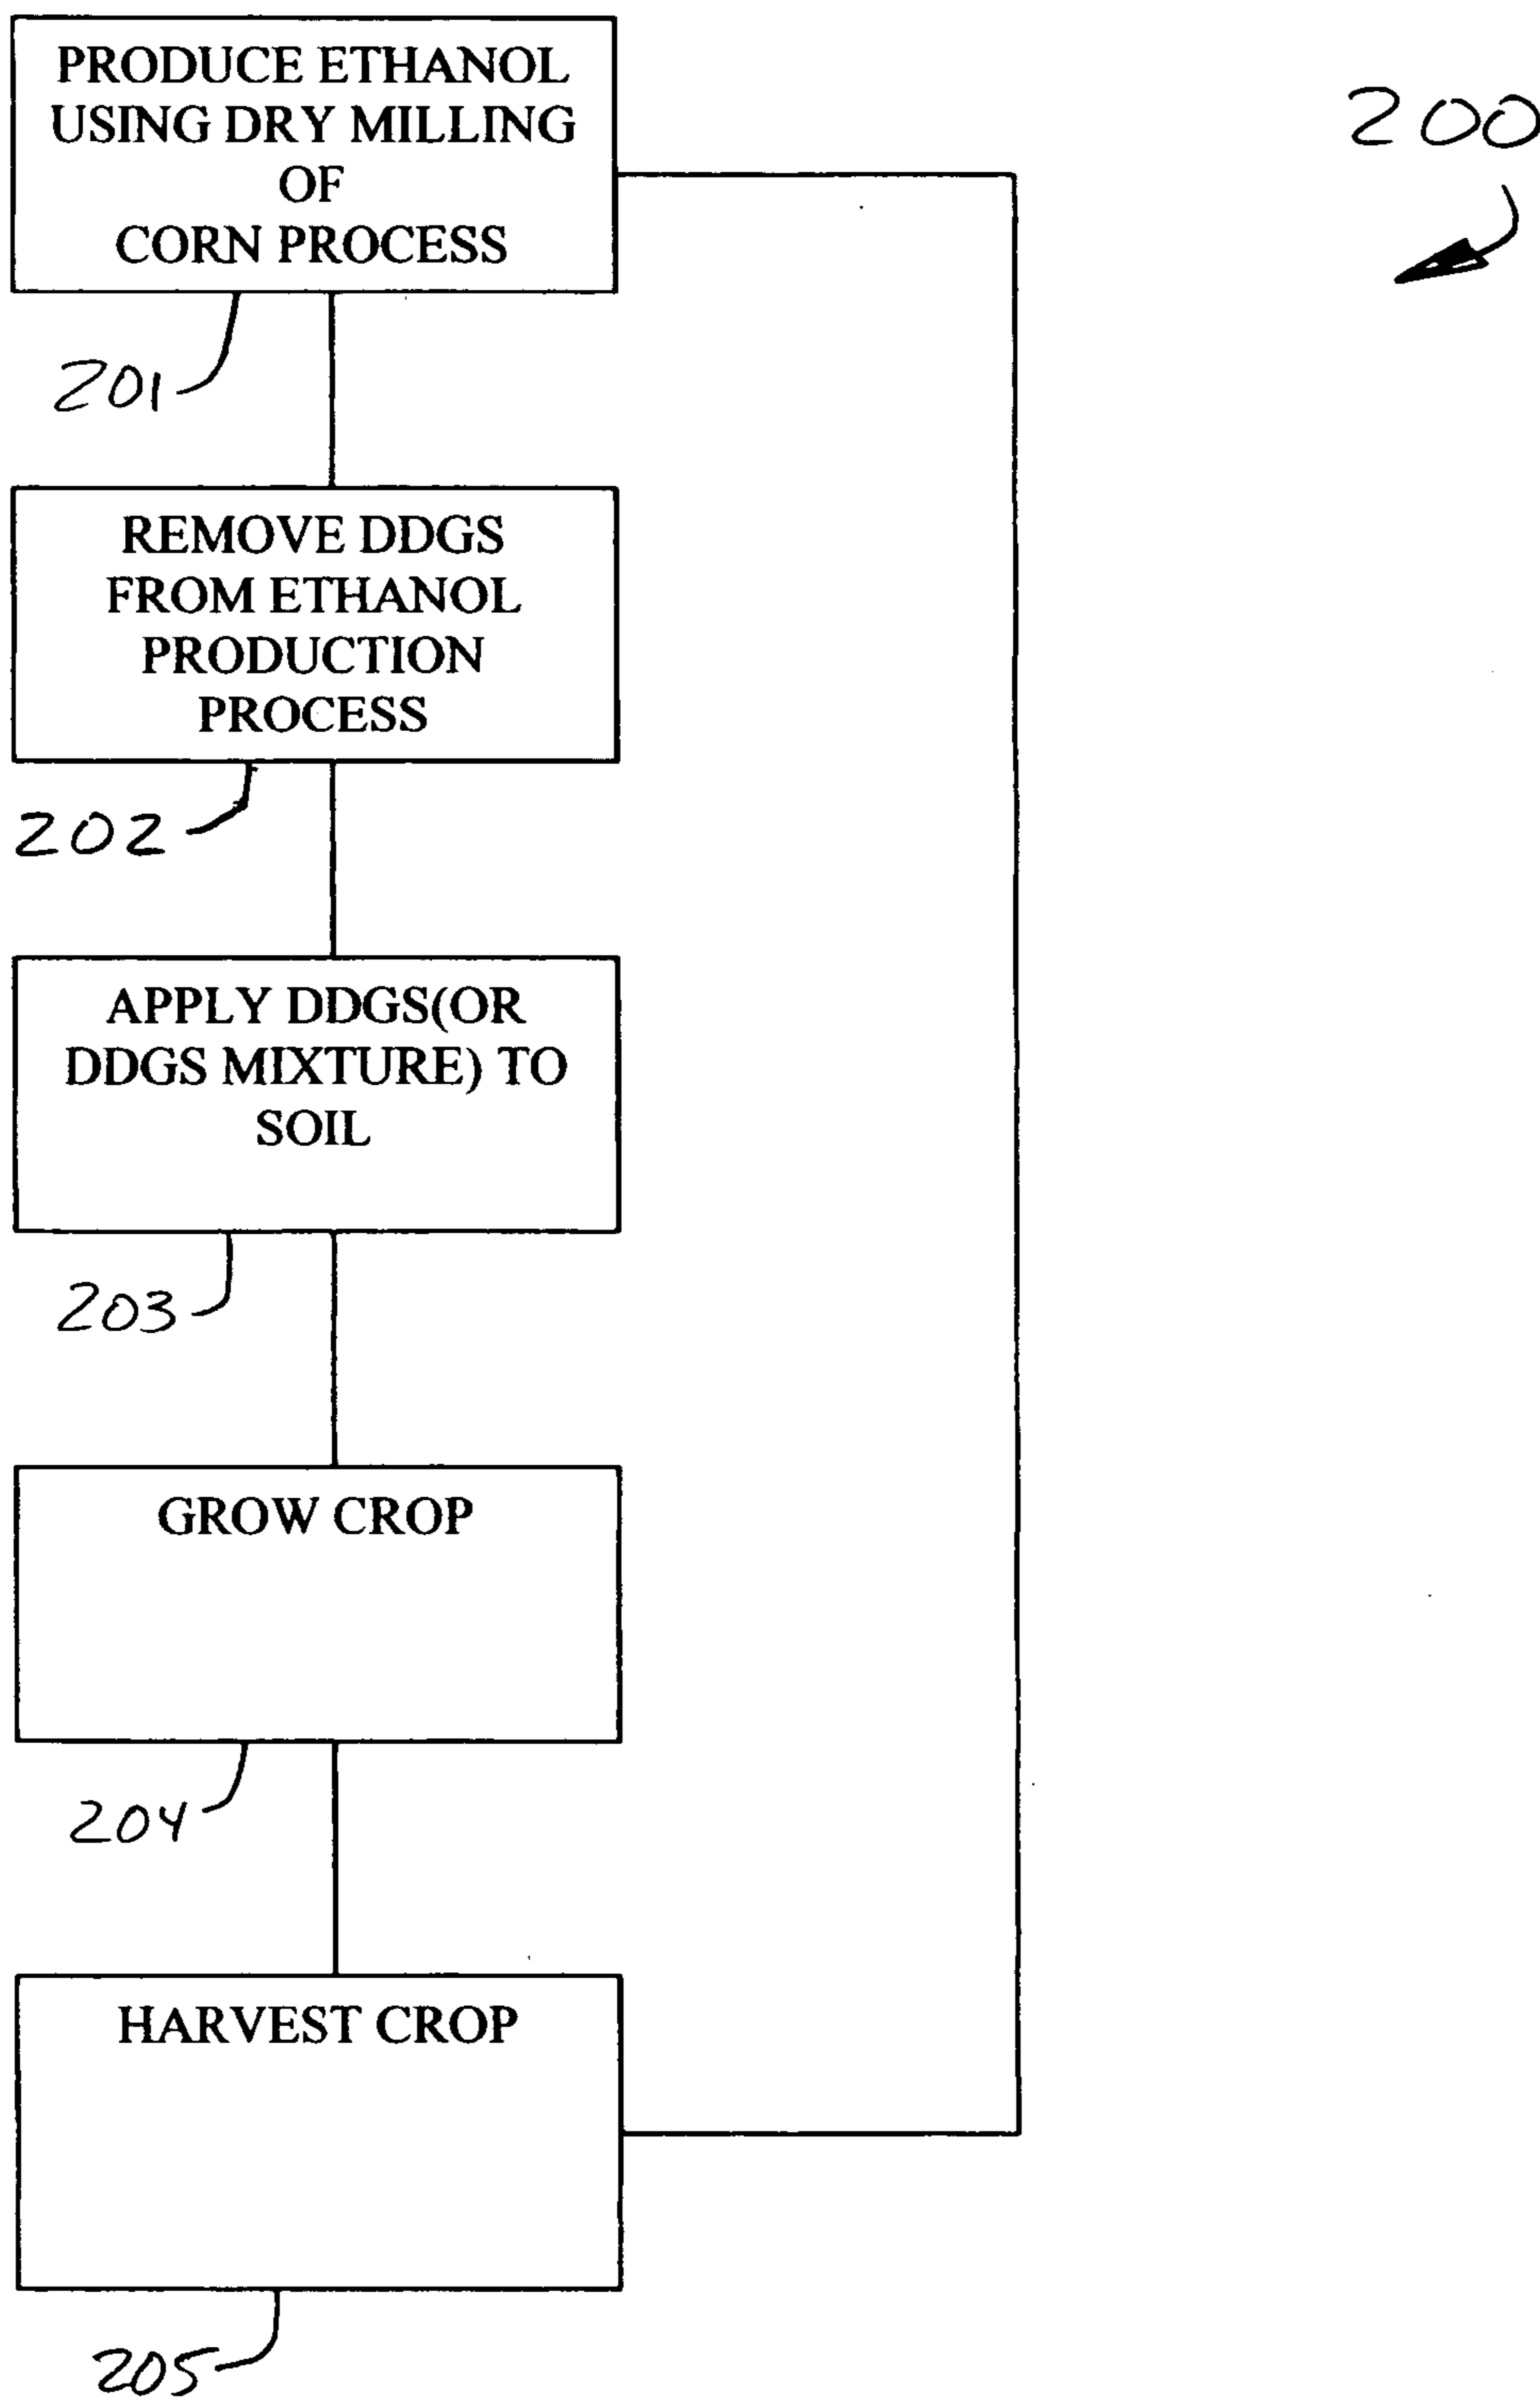 PRODUCE ETHANOL
USING DRY MILLING
OF
CORN PROCESS
200
201
REMOVE DDGS
FROM ETHANOL
PRODUCTION
PROCESS
202
APPLY DDGS(OR
DDGS MIXTURE) TO
SOIL
203
GROW CROP
204
HARVEST CROP
205